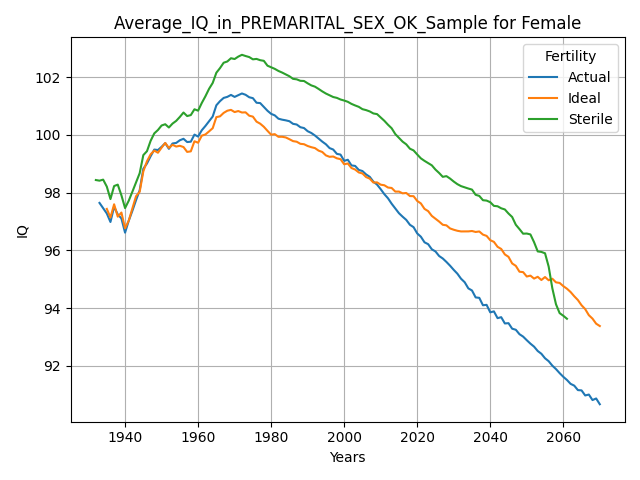 Average_IQ_in_PREMARITAL_SEX_OK_Sample for Female
Fertility
Actual
Ideal
Sterile
IQ
102
100
98
96
94
92
1940
1960
1980
2000
2020
2040
2060
Years